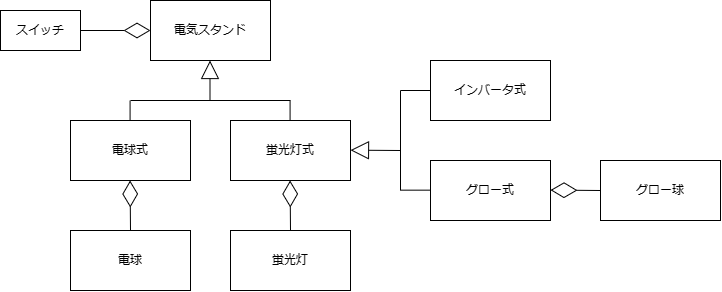 スイッチ
電気スタンド
インバータ式
電球式
蛍光灯式
グロー式
グロー球
電球
蛍光灯